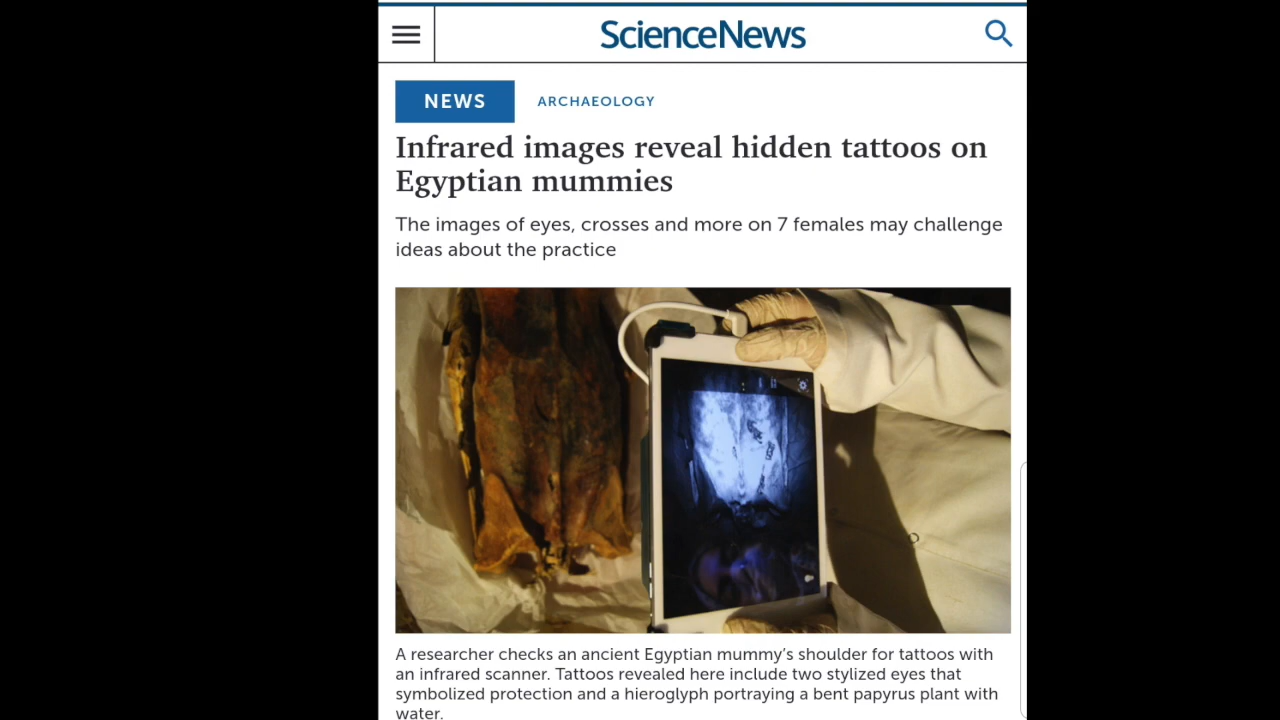 ScienceNews
NEWS
ARCHAEOLOGY
Infrared images reveal hidden tattoos on
Egyptian mummies
The images of eyes, crosses and more on 7 females may challenge
ideas about the practice
A researcher checks an ancient Egyptian mummy’s shoulder for tattoos with
an infrared scanner. Tattoos revealed here include two stylized eyes that
symbolized protection and a hieroglyph portraying a bent papyrus plant with
water.